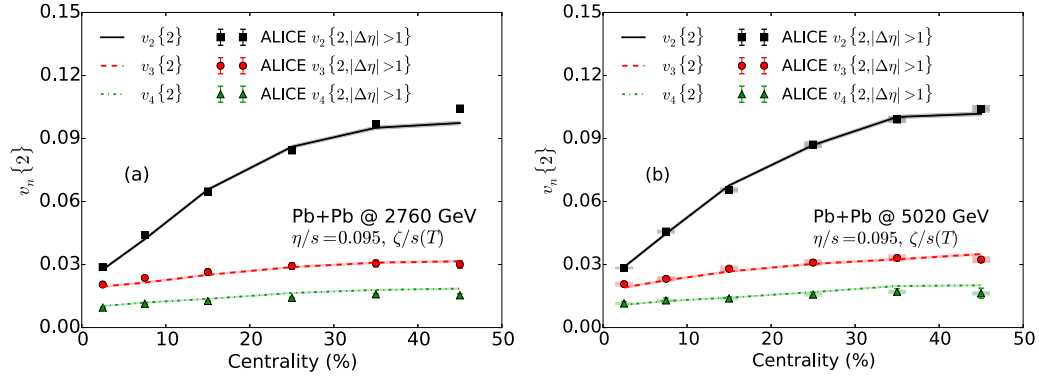 0.15
0.12
0.09
0.06
0.03
0.00
v_n{2}
v_2{2} ALICE v_2{2,|Δη|>1}
v_3{2} ALICE v_3{2,|Δη|>1}
v_4{2} ALICE v_4{2,|Δη|>1}
(a)
Pb+Pb @ 2760 GeV
η/s=0.095, ζ/s(T)
0 10 20 30 40 50
Centrality (%)
0.15
0.12
0.09
0.06
0.03
0.00
v_n{2}
v_2{2} ALICE v_2{2,|Δη|>1}
v_3{2} ALICE v_3{2,|Δη|>1}
v_4{2} ALICE v_4{2,|Δη|>1}
(b)
Pb+Pb @ 5020 GeV
η/s=0.095, ζ/s(T)
0 10 20 30 40 50
Centrality (%)